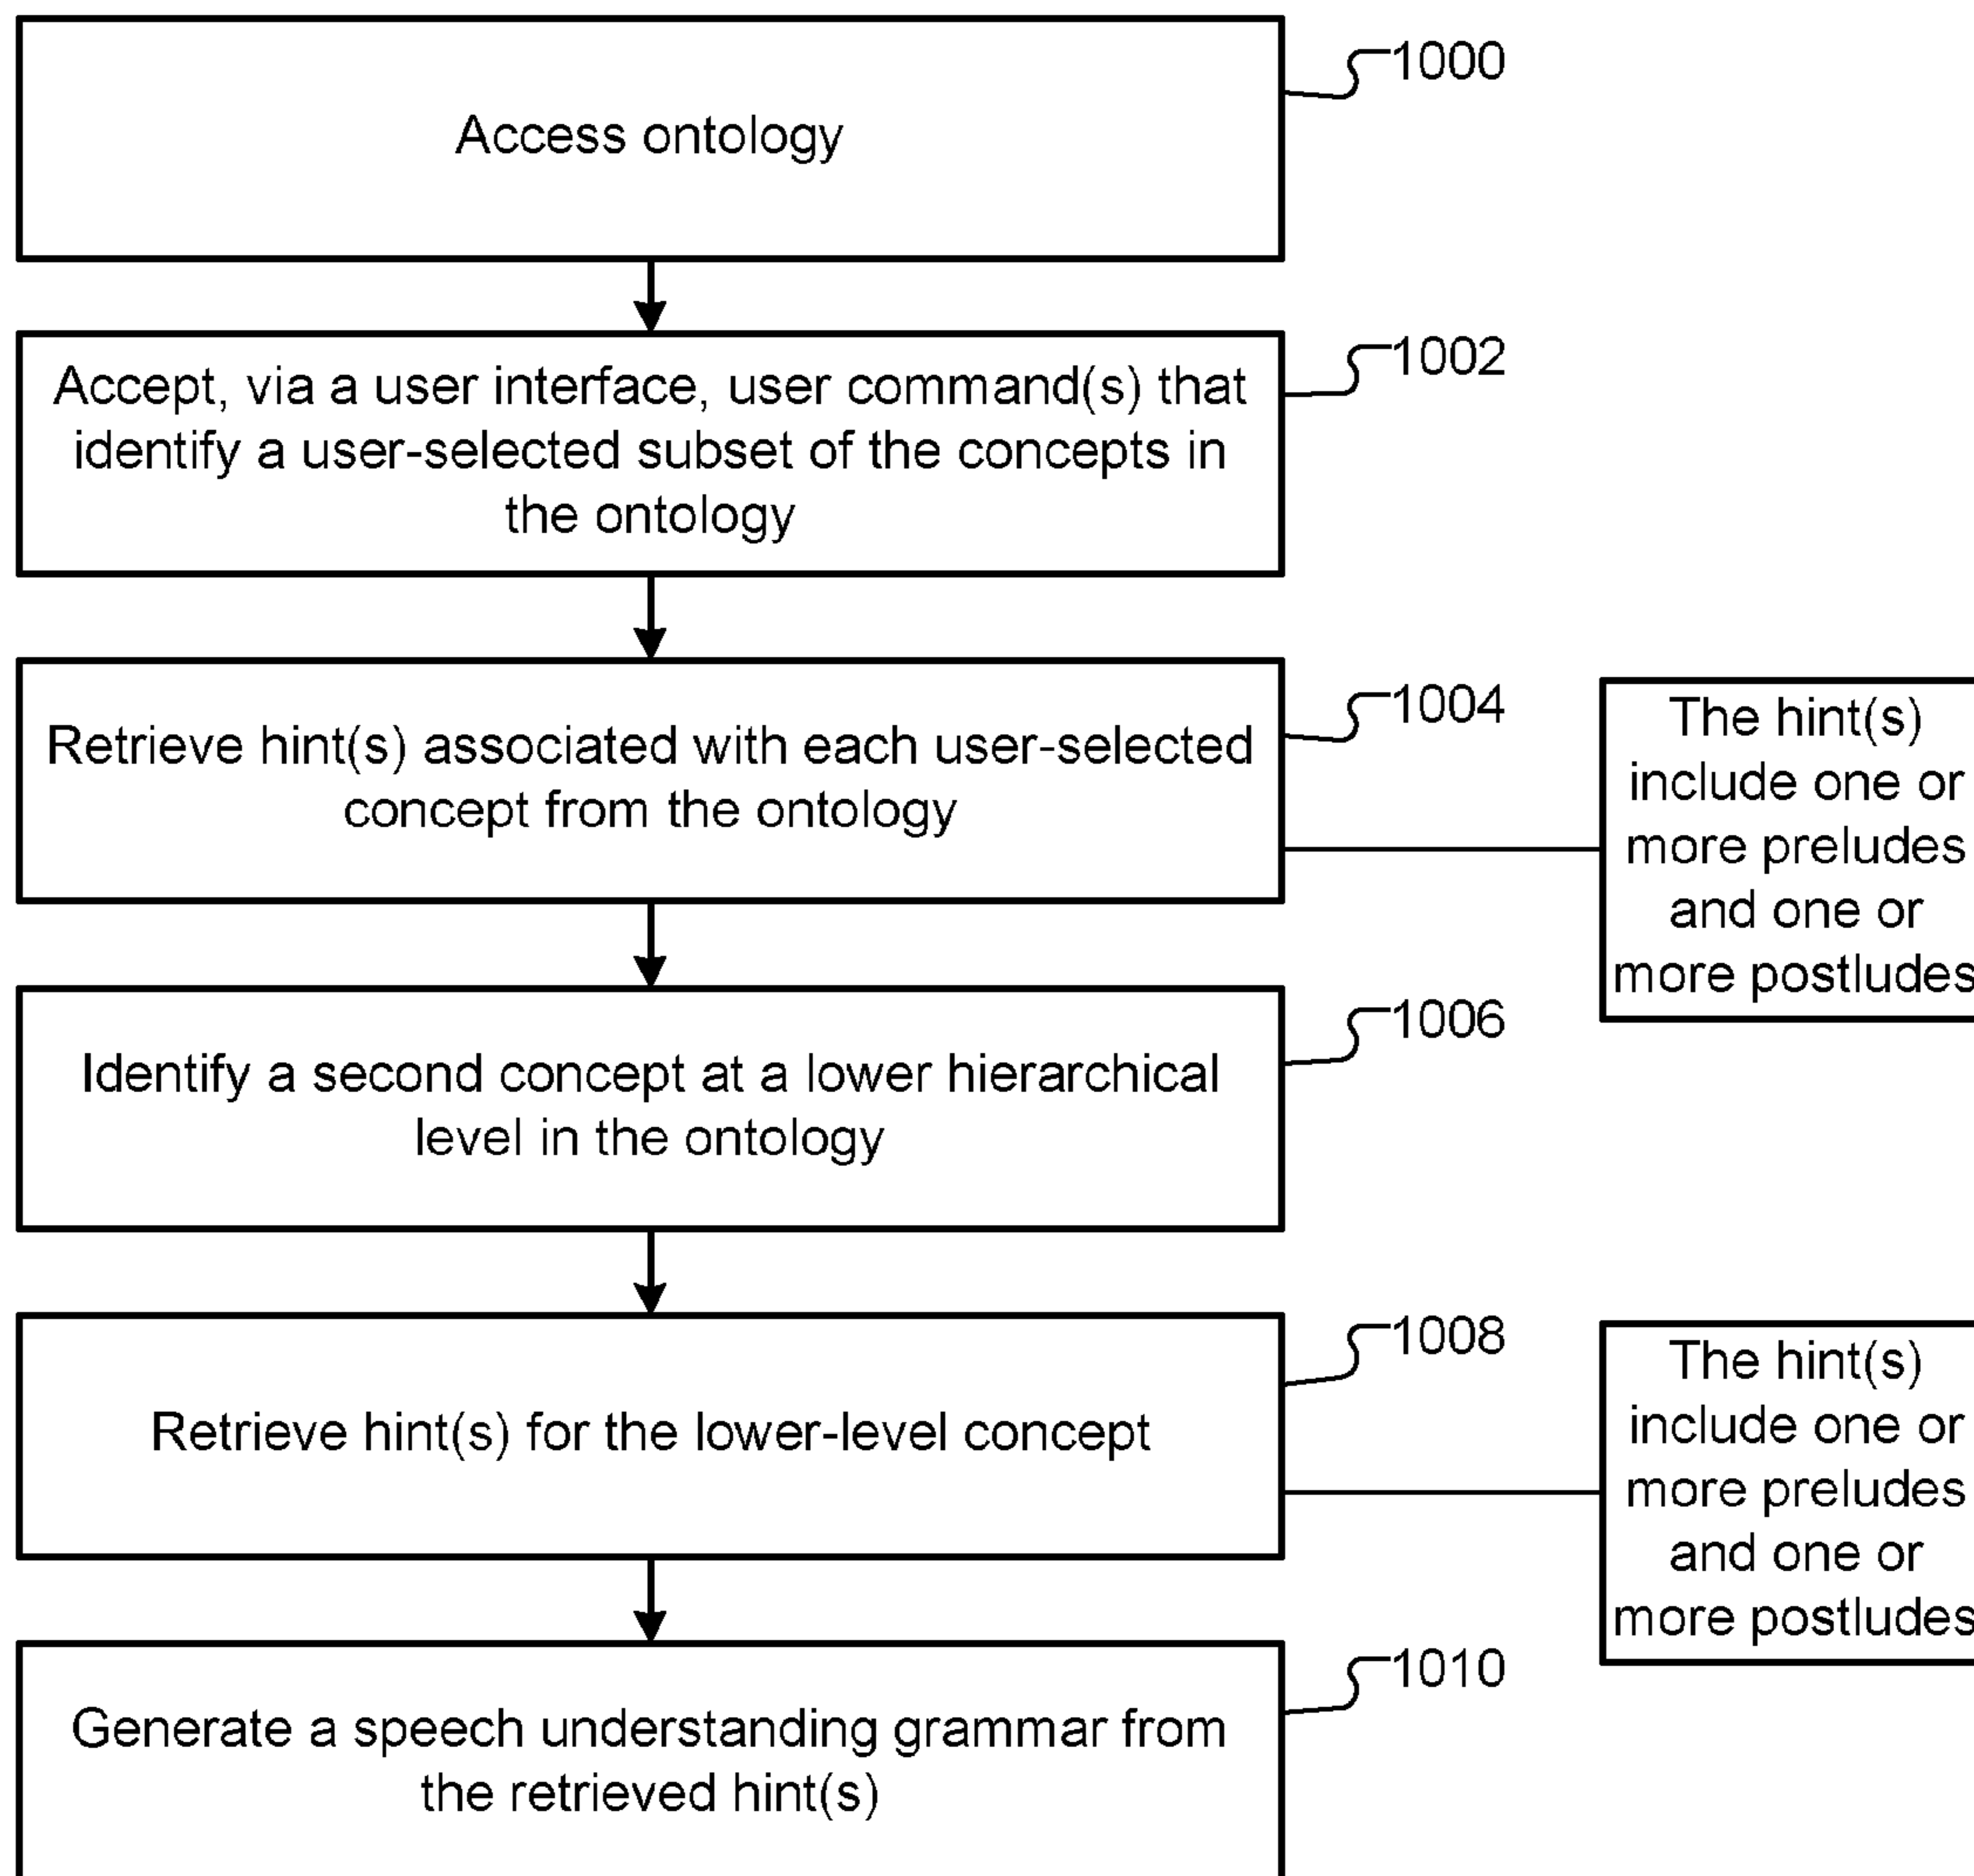 Access ontology
1000
Accept, via a user interface, user command(s) that
identify a user-selected subset of the concepts in
the ontology
1002
Retrieve hint(s) associated with each user-selected
concept from the ontology
1004
The hint(s)
include one or
more preludes
and one or
more postludes
Identify a second concept at a lower hierarchical
level in the ontology
1006
Retrieve hint(s) for the lower-level concept
1008
The hint(s)
include one or
more preludes
and one or
more postludes
Generate a speech understanding grammar from
the retrieved hint(s)
1010